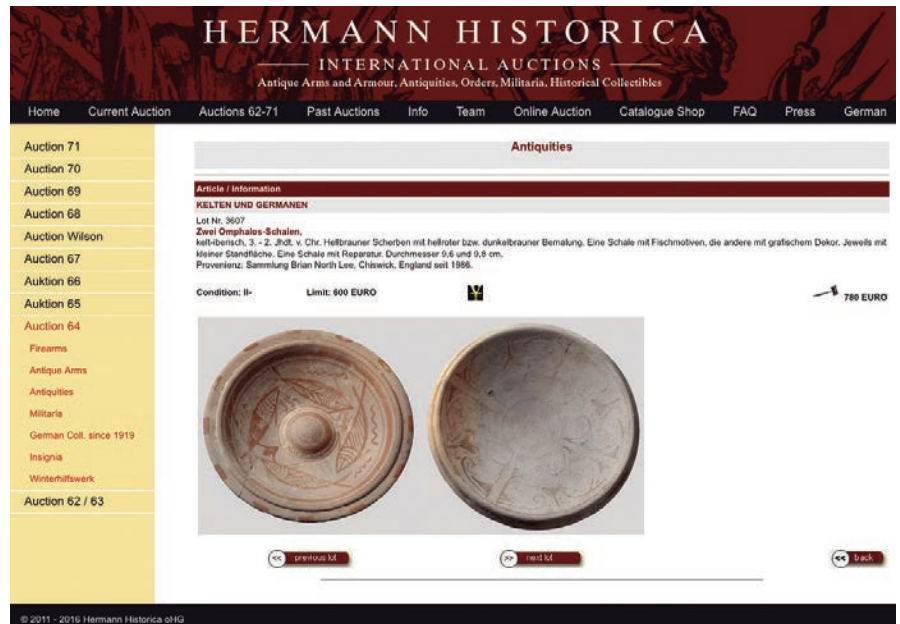 HERMANN HISTORICA
INTERNATIONAL AUCTIONS
Antique Arms and Armour, Antiquities, Orders, Militaria, Historical Collectibles
Home Current Auction Auctions 62-71 Past Auctions Info Team Online Auction Catalogue Shop FAQ Press German
Auction 71
Auction 70
Auction 69
Auction 68
Auction Wilson
Auction 67
Auktion 66
Auktion 65
Auction 64
Firearms
Antique Arms
Antiquities
Militaria
German Coll. since 1919
Insignia
Winterhilfswerk
Auction 62 / 63
Antiquities
Article / Information
KELTEN UND GERMANEN
Lot Nr. 3607
Zwei Omphalos-Schalen,
kelt-iberisch, 3. - 2. Jhdt. v. Chr. Hellbrauner Scherben mit hellroter bzw. dunkelbrauner Bemalung. Eine Schale mit Fischmotiven, die andere mit grafischem Dekor. Jeweils mit
kleiner Standfläche. Eine Schale mit Reparatur. Durchmesser 9,6 und 9,8 cm.
Provenienz: Sammlung Brian North Lee, Chiswick, England seit 1986.
Condition: II- Limit: 600 EURO 780 EURO
<< previous lot >> next lot << back
© 2011 - 2016 Hermann Historica oHG